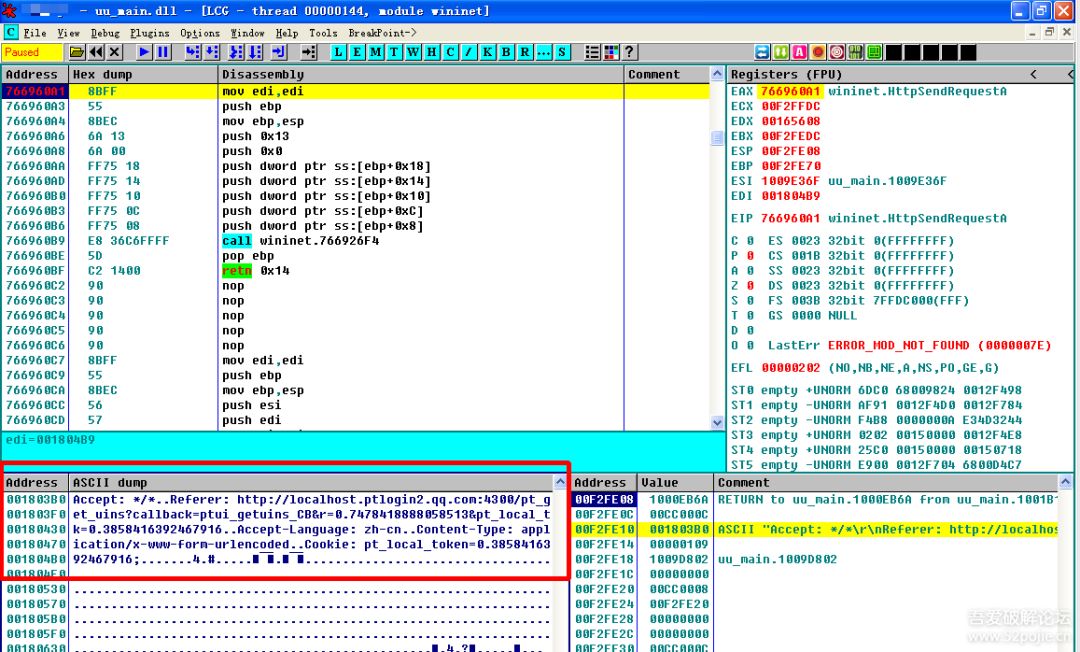 - uu_main.dll - [LCG - thread 00000144, module wininet]
C File View Debug Plugins Options Window Help Tools BreakPoint->
Paused L E M T W H C / K B R ... S ?
Address Hex dump Disassembly Comment
766960A1 8BFF mov edi,edi
766960A3 55 push ebp
766960A4 8BEC mov ebp,esp
766960A6 6A 13 push 0x13
766960A8 6A 00 push 0x0
766960AA FF75 18 push dword ptr ss:[ebp+0x18]
766960AD FF75 14 push dword ptr ss:[ebp+0x14]
766960B0 FF75 10 push dword ptr ss:[ebp+0x10]
766960B3 FF75 0C push dword ptr ss:[ebp+0xC]
766960B6 FF75 08 push dword ptr ss:[ebp+0x8]
766960B9 E8 36C6FFFF call wininet.766926F4
766960BE 5D pop ebp
766960BF C2 1400 retn 0x14
766960C2 90 nop
766960C3 90 nop
766960C4 90 nop
766960C5 90 nop
766960C6 90 nop
766960C7 8BFF mov edi,edi
766960C9 55 push ebp
766960CA 8BEC mov ebp,esp
766960CC 56 push esi
766960CD 57 push edi
edi=001804B9
Registers (FPU) < <
EAX 766960A1 wininet.HttpSendRequestA
ECX 00F2FFDC
EDX 00165608
EBX 00F2FEDC
ESP 00F2FE08
EBP 00F2FE70
ESI 1009E36F uu_main.1009E36F
EDI 001804B9
EIP 766960A1 wininet.HttpSendRequestA
C 0 ES 0023 32bit 0(FFFFFFFF)
P 0 CS 001B 32bit 0(FFFFFFFF)
A 0 SS 0023 32bit 0(FFFFFFFF)
Z 0 DS 0023 32bit 0(FFFFFFFF)
S 0 FS 003B 32bit 7FFDC000(FFF)
T 0 GS 0000 NULL
D 0
O 0 LastErr ERROR_MOD_NOT_FOUND (0000007E)
EFL 00000202 (NO,NB,NE,A,NS,PO,GE,G)
ST0 empty +UNORM 6DC0 68009824 0012F498
ST1 empty -UNORM AF91 0012F4D0 0012F784
ST2 empty -UNORM F4B8 0000000A E34D3244
ST3 empty +UNORM 0202 00150000 0012F4E8
ST4 empty +UNORM 25C0 00150000 00150718
ST5 empty -UNORM E900 0012F704 6800D4C7
Address ASCII dump
001803B0 Accept: */*..Referer: http://localhost.ptlogin2.qq.com:4300/pt_g
001803F0 et_uins?callback=ptui_getuins_CB&r=0.7478418888058513&pt_local_t
00180430 k=0.3858416392467916..Accept-Language: zh-cn..Content-Type: appl
00180470 ication/x-www-form-urlencoded..Cookie: pt_local_token=0.38584163
001804B0 92467916;
001804F0
00180530
00180570
001805B0
001805F0
00180630
Address Value Comment
00F2FE08 1000EB6A RETURN to uu_main.1000EB6A from uu_main.1001B1
00F2FE0C 00CC000C
00F2FE10 001803B0 ASCII "Accept: */*\r\nReferer: http://localhos
00F2FE14 00000109
00F2FE18 1009D802 uu_main.1009D802
00F2FE1C 00000000
00F2FE20 00CC0008
00F2FE24 00F2FE20
00F2FE28 00000000
00F2FE2C 00000000
00F2FE30 00CC000C
吾爱破解论坛
www.52pojie.cn